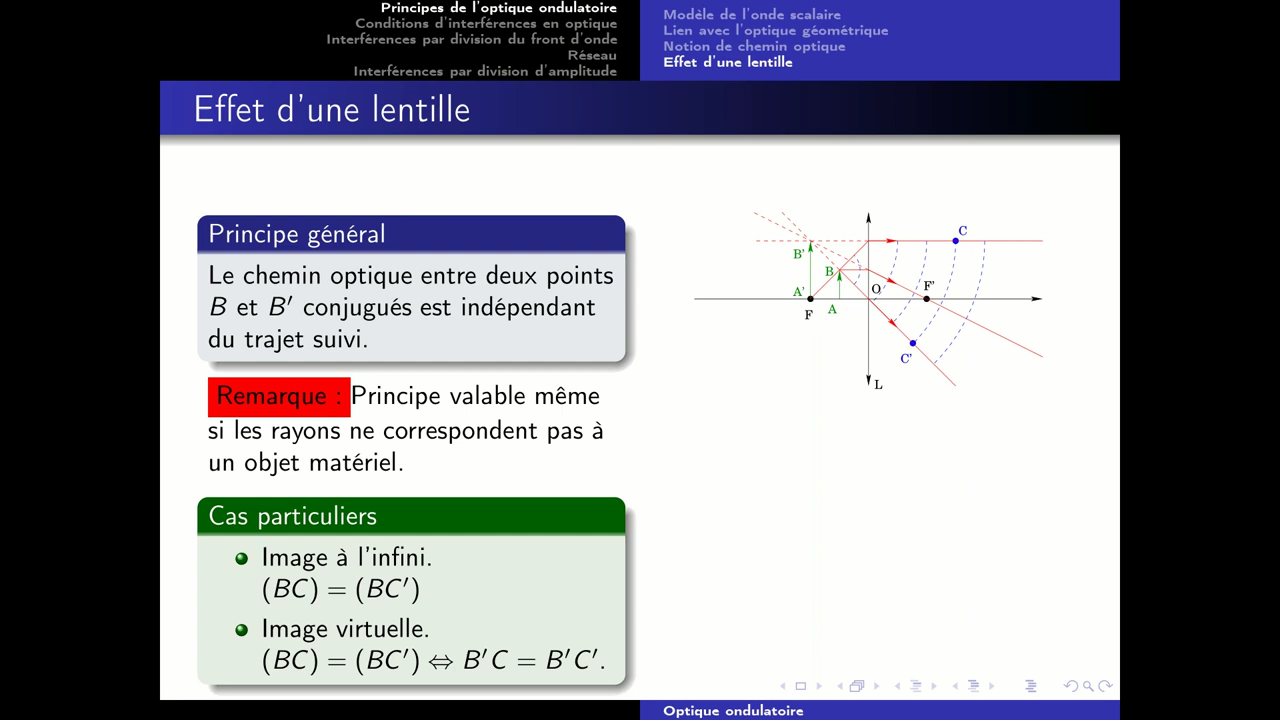 Principes de l'optique ondulatoire
Conditions d'interférences en optique
Interférences par division du front d'onde
Réseau
Interférences par division d'amplitude
Modèle de l'onde scalaire
Lien avec l'optique géométrique
Notion de chemin optique
Effet d'une lentille
Effet d'une lentille
Principe général
Le chemin optique entre deux points
B et B′ conjugués est indépendant
du trajet suivi.
Remarque : Principe valable même
si les rayons ne correspondent pas à
un objet matériel.
Cas particuliers
Image à l'infini.
(BC) = (BC′)
Image virtuelle.
(BC) = (BC′) ⇔ B′C = B′C′.
C
B'
B
A'
O
F'
F
A
C'
L
Optique ondulatoire